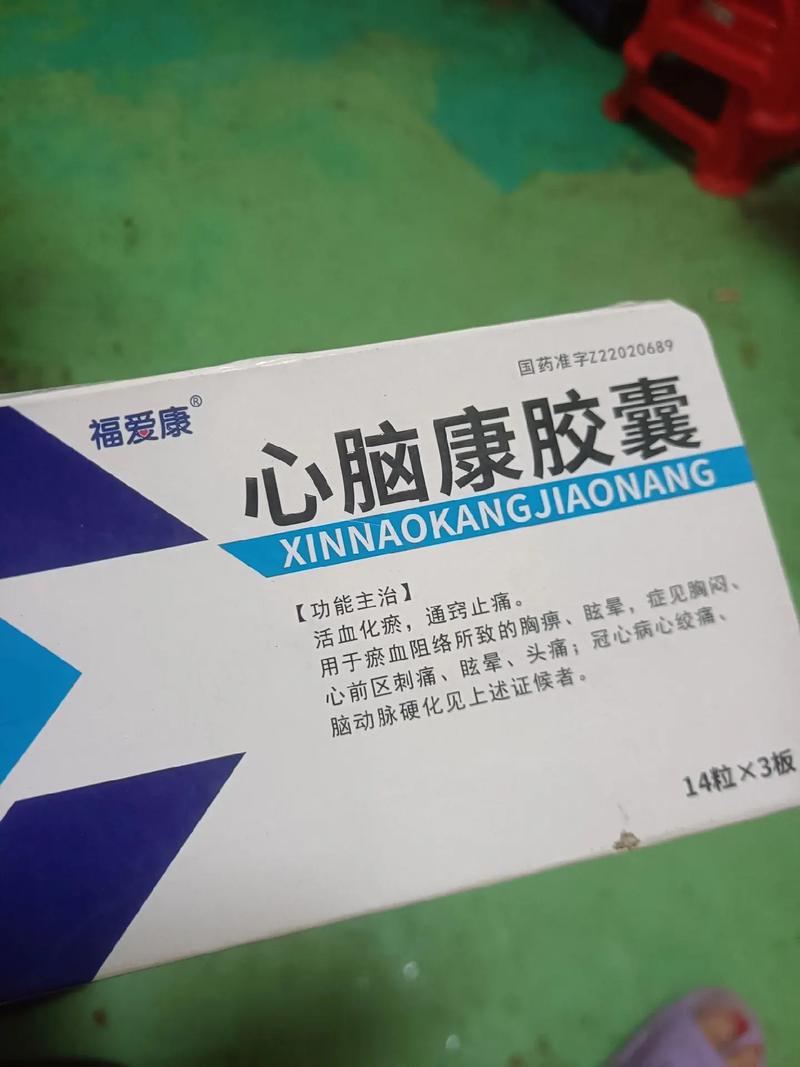 国药准字Z22020689
福爱康®
心脑康胶囊
XINNAOKANGJIAONANG
【功能主治】
活血化瘀，通窍止痛。
用于瘀血阻络所致的胸痹、眩晕，症见胸闷、
心前区刺痛、眩晕、头痛；冠心病心绞痛、
脑动脉硬化见上述证候者。
14粒×3板